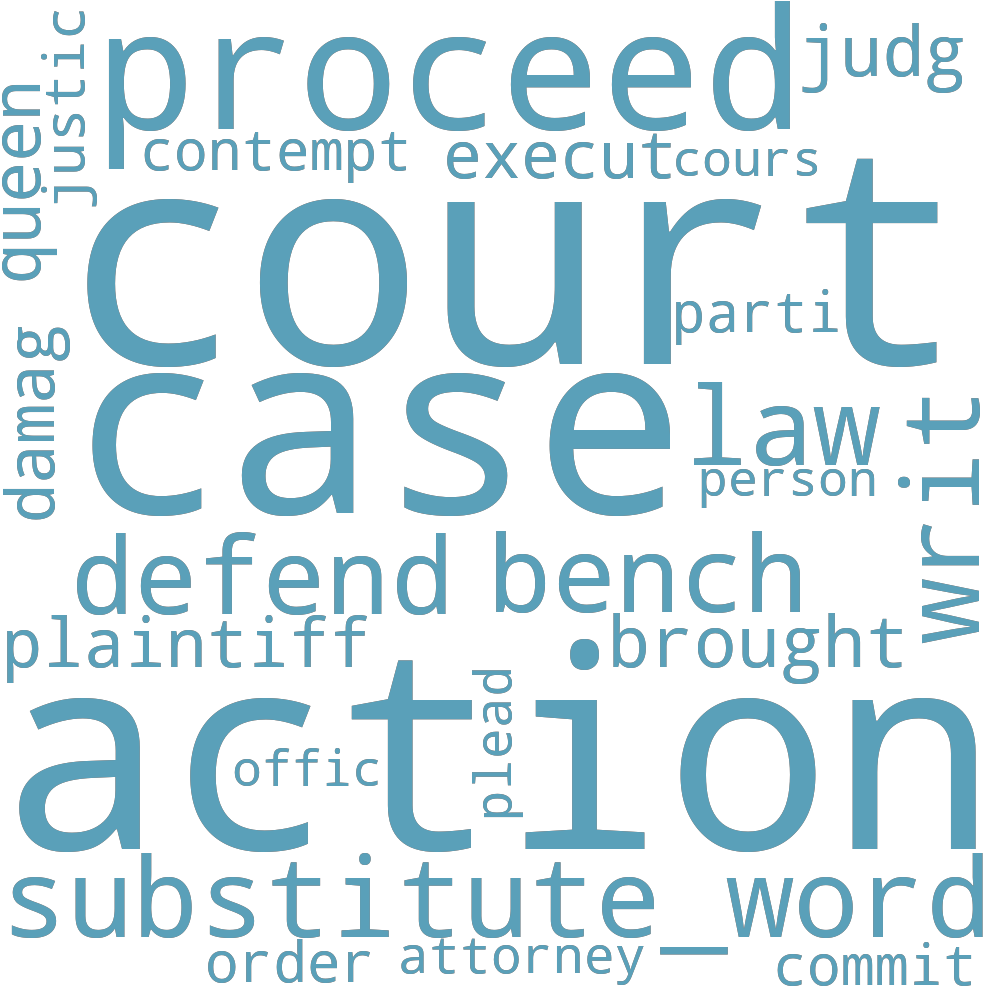 proceed
judg
justic
queen
contempt
execut
cours
court
parti
case
law
damag
person
writ
defend
bench
plaintiff
brought
action
plead
offic
substitute_word
order
attorney
commit